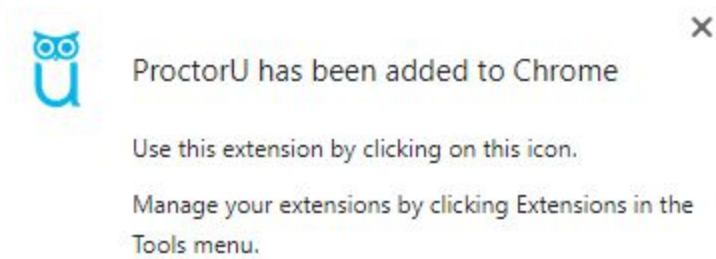 ProctorU has been added to Chrome
Use this extension by clicking on this icon.
Manage your extensions by clicking Extensions in the
Tools menu.